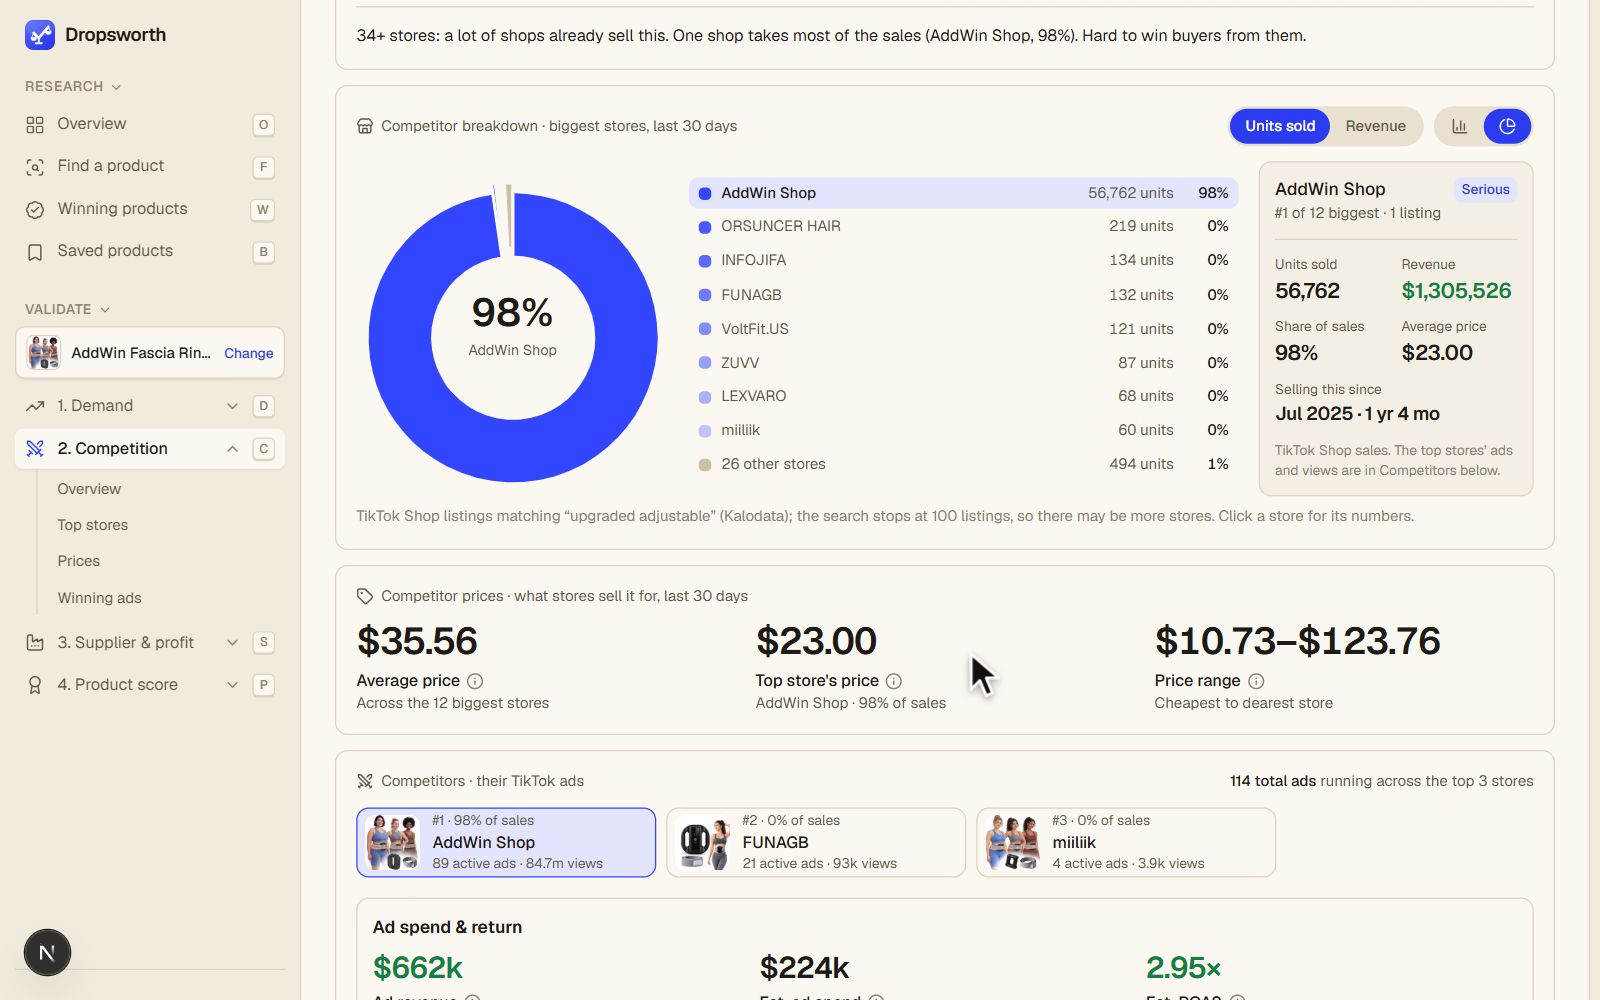 Dropsworth
RESEARCH
Overview
O
Find a product
F
Winning products
W
Saved products
B
VALIDATE
AddWin Fascia Rin... Change
1. Demand
D
2. Competition
C
Overview
Top stores
Prices
Winning ads
3. Supplier & profit
S
4. Product score
P
N
34+ stores: a lot of shops already sell this. One shop takes most of the sales (AddWin Shop, 98%). Hard to win buyers from them.
Competitor breakdown · biggest stores, last 30 days
Units sold
Revenue
98%
AddWin Shop
AddWin Shop 56,762 units 98%
ORSUNCER HAIR 219 units 0%
INFOJIFA 134 units 0%
FUNAGB 132 units 0%
VoltFit.US 121 units 0%
ZUVV 87 units 0%
LEXVARO 68 units 0%
miiliik 60 units 0%
26 other stores 494 units 1%
AddWin Shop Serious
#1 of 12 biggest · 1 listing
Units sold Revenue
56,762 $1,305,526
Share of sales Average price
98% $23.00
Selling this since
Jul 2025 · 1 yr 4 mo
TikTok Shop sales. The top stores’ ads
and views are in Competitors below.
TikTok Shop listings matching “upgraded adjustable” (Kalodata); the search stops at 100 listings, so there may be more stores. Click a store for its numbers.
Competitor prices · what stores sell it for, last 30 days
$35.56
Average price
Across the 12 biggest stores
$23.00
Top store's price
AddWin Shop · 98% of sales
$10.73–$123.76
Price range
Cheapest to dearest store
Competitors · their TikTok ads
114 total ads running across the top 3 stores
#1 · 98% of sales
AddWin Shop
89 active ads · 84.7m views
#2 · 0% of sales
FUNAGB
21 active ads · 93k views
#3 · 0% of sales
miiliik
4 active ads · 3.9k views
Ad spend & return
$662k
Ad revenue
$224k
Est. ad spend
2.95×
Est. ROAS